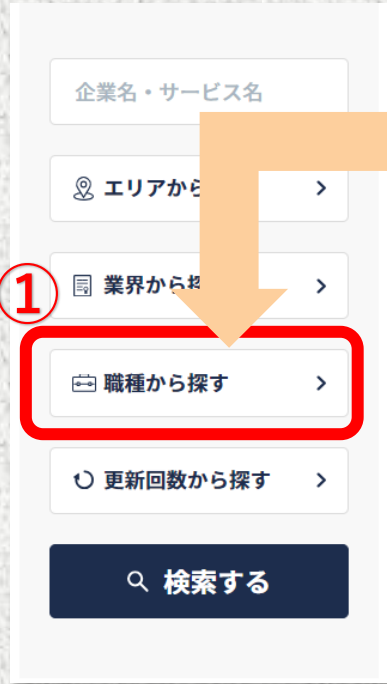 企業名・サービス名
エリアから
業界から探
①
職種から探す
更新回数から探す
検索する